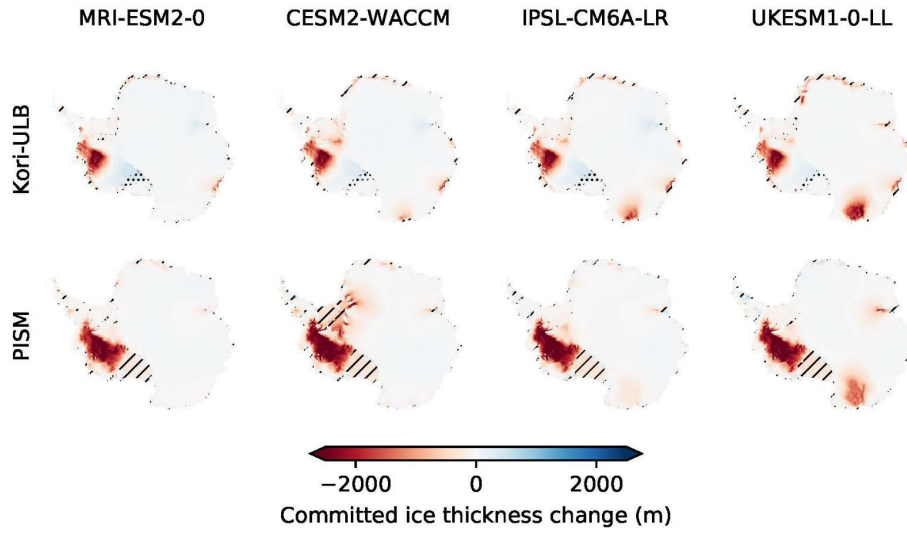 MRI-ESM2-0 CESM2-WACCM IPSL-CM6A-LR UKESM1-0-LL
Kori-ULB
PISM
−2000 0 2000
Committed ice thickness change (m)